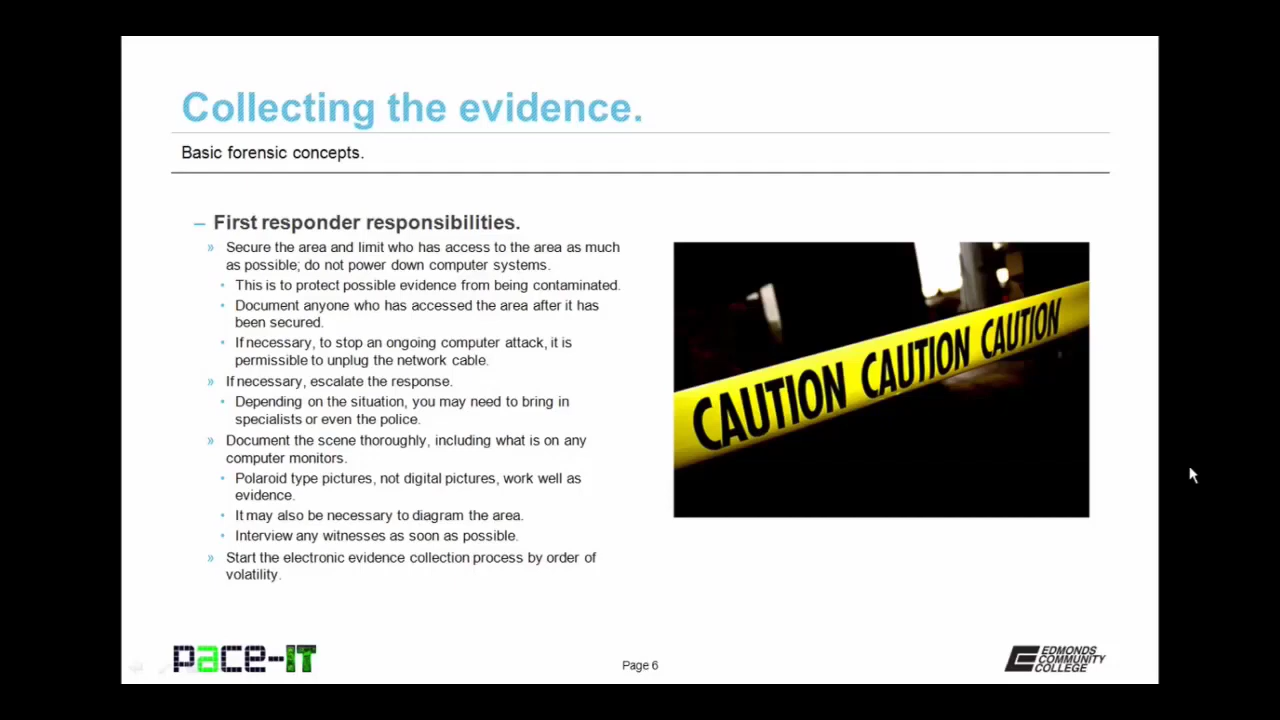 Collecting the evidence.
Basic forensic concepts.
– First responder responsibilities.
» Secure the area and limit who has access to the area as much
as possible; do not power down computer systems.
• This is to protect possible evidence from being contaminated.
• Document anyone who has accessed the area after it has
been secured.
• If necessary, to stop an ongoing computer attack, it is
permissible to unplug the network cable.
» If necessary, escalate the response.
• Depending on the situation, you may need to bring in
specialists or even the police.
» Document the scene thoroughly, including what is on any
computer monitors.
• Polaroid type pictures, not digital pictures, work well as
evidence.
• It may also be necessary to diagram the area.
• Interview any witnesses as soon as possible.
» Start the electronic evidence collection process by order of
volatility.
CAUTION CAUTION CAUTION
pace-IT
Page 6
EDMONDS
COMMUNITY
COLLEGE